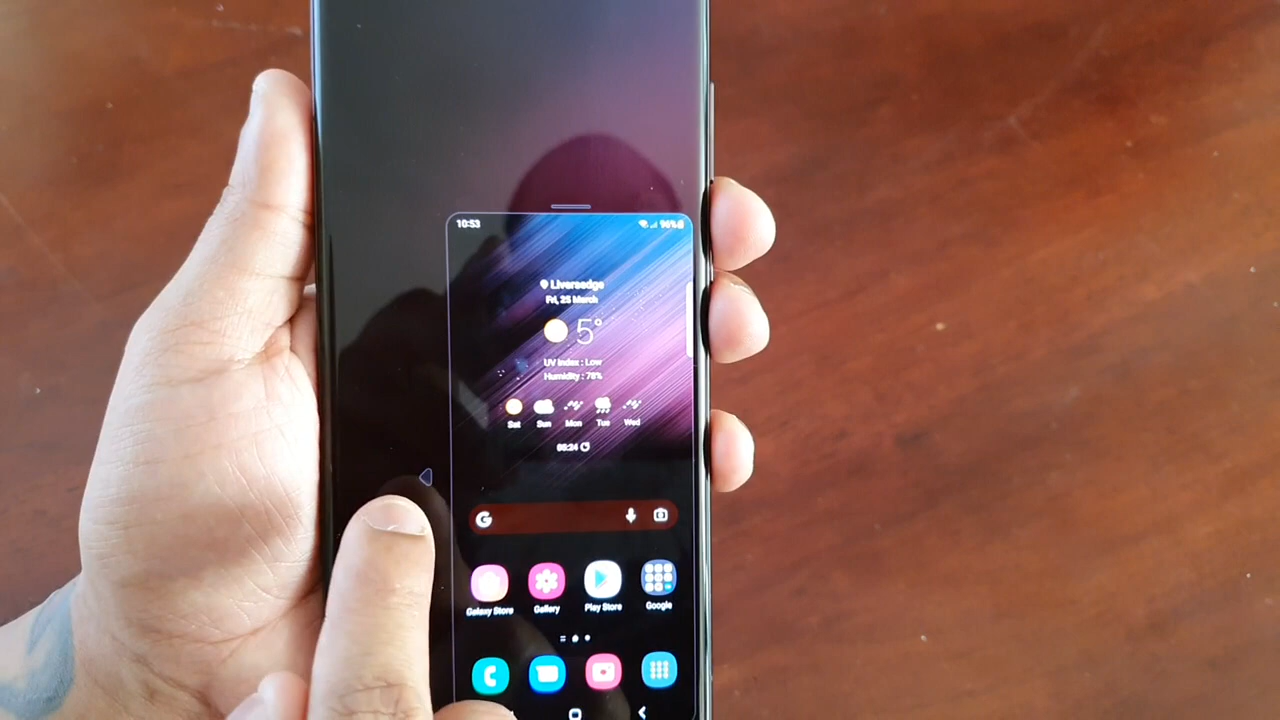 10:53 96%
Liversedge
Fri, 25 March
5°
UV Index : Low
Humidity : 78%
Sat Sun Mon Tue Wed
G
Galaxy Store Gallery Play Store Google